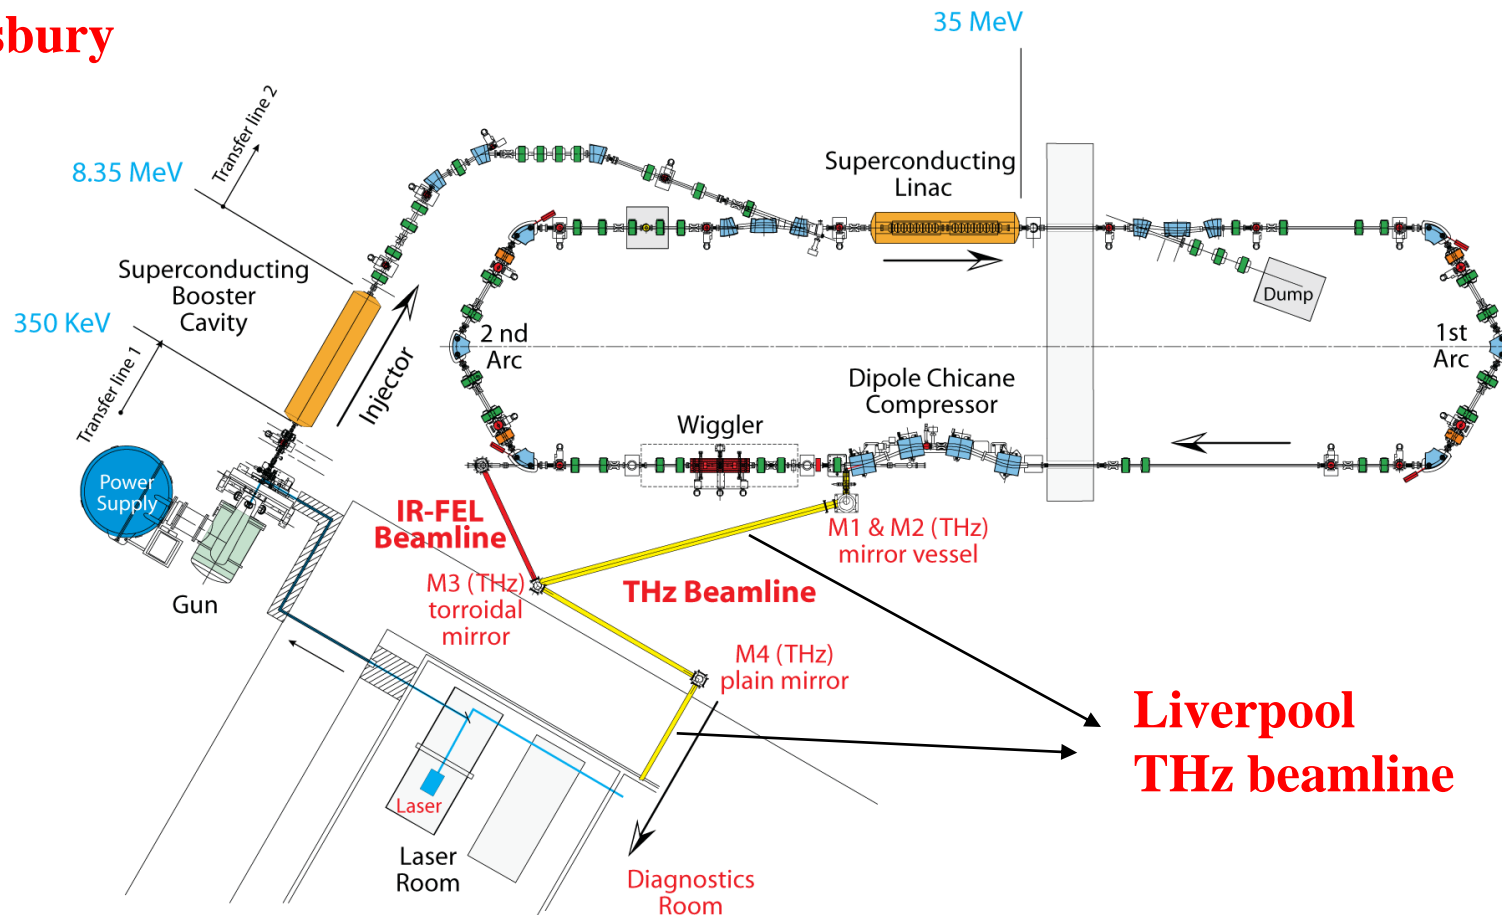 sbury
35 MeV
Transfer line 2
8.35 MeV
Superconducting
Linac
Superconducting
Booster
Cavity
Dump
350 KeV
2 nd
Arc
1st
Arc
Transfer line 1
Injector
Dipole Chicane
Compressor
Wiggler
Power
Supply
IR-FEL
Beamline
M1 & M2 (THz)
mirror vessel
Gun
M3 (THz)
torroidal
mirror
THz Beamline
M4 (THz)
plain mirror
Liverpool
THz beamline
Laser
Laser
Room
Diagnostics
Room